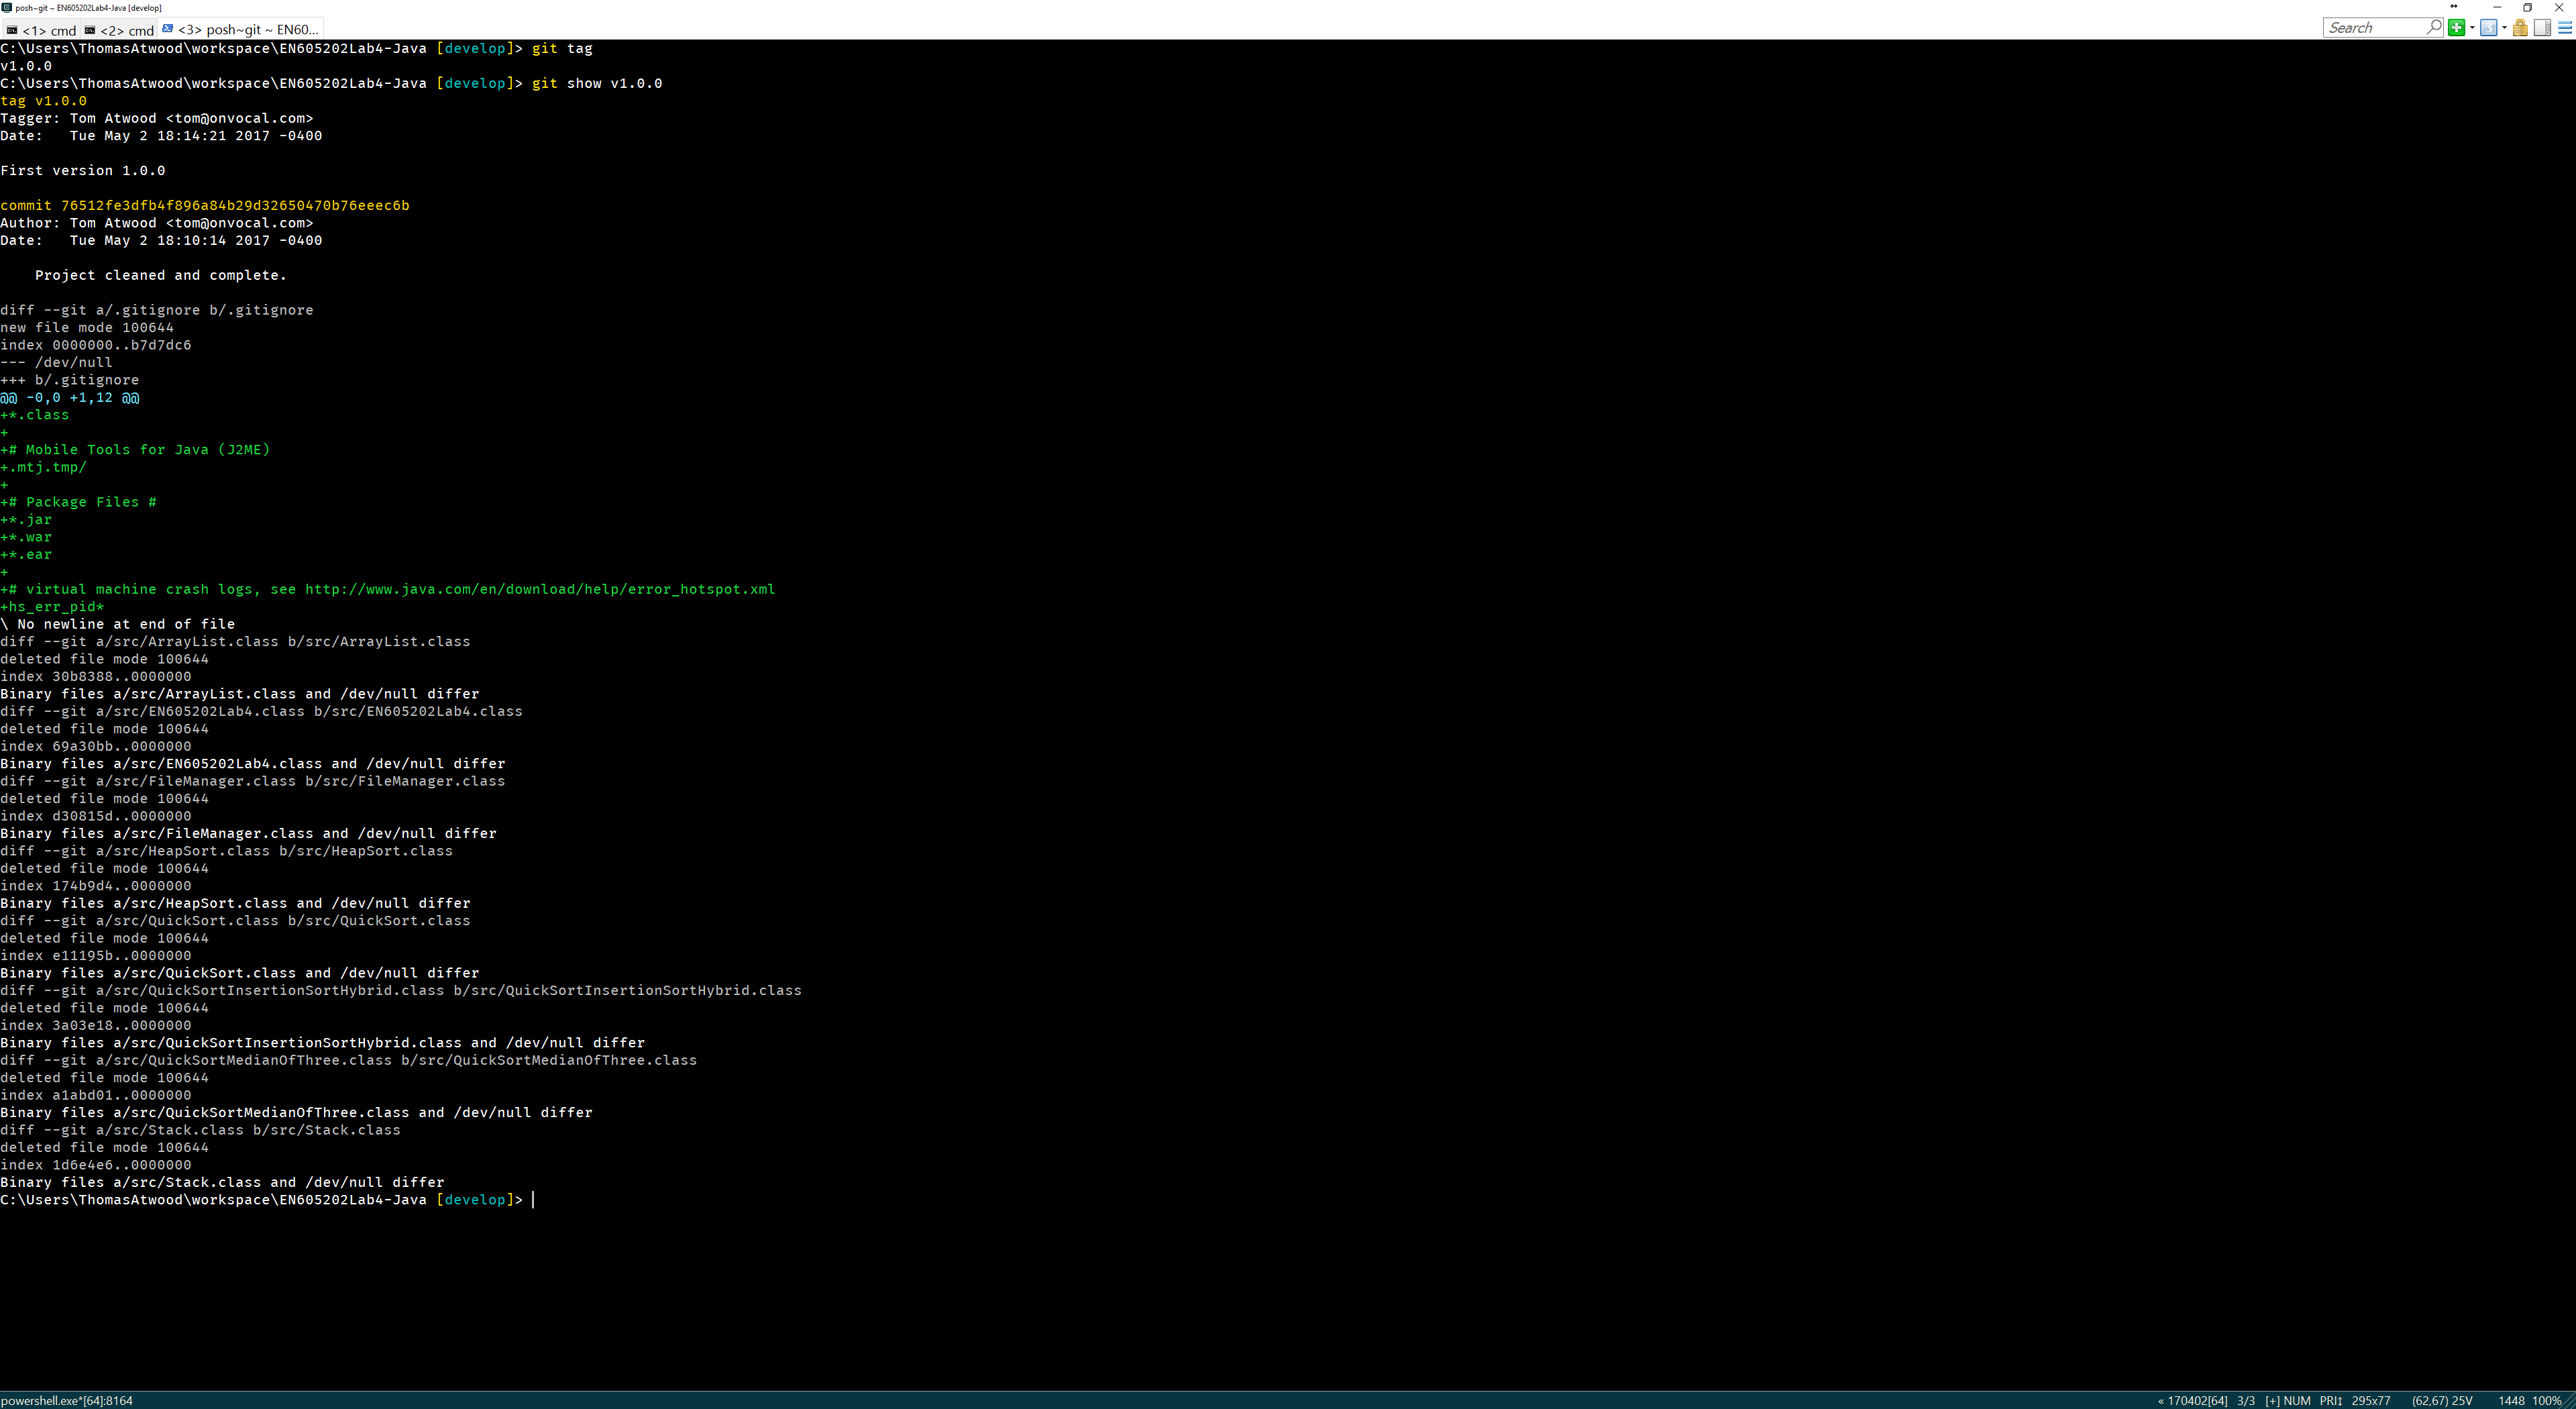 posh~git ~ EN605202Lab4-Java [develop]
<1> cmd <2> cmd <3> posh~git ~ EN60...
Search
C:\Users\ThomasAtwood\workspace\EN605202Lab4-Java [develop]> git tag
v1.0.0
C:\Users\ThomasAtwood\workspace\EN605202Lab4-Java [develop]> git show v1.0.0
tag v1.0.0
Tagger: Tom Atwood <tom@onvocal.com>
Date:   Tue May 2 18:14:21 2017 -0400

First version 1.0.0

commit 76512fe3dfb4f896a84b29d32650470b76eeec6b
Author: Tom Atwood <tom@onvocal.com>
Date:   Tue May 2 18:10:14 2017 -0400

    Project cleaned and complete.

diff --git a/.gitignore b/.gitignore
new file mode 100644
index 0000000..b7d7dc6
--- /dev/null
+++ b/.gitignore
@@ -0,0 +1,12 @@
+*.class
+
+# Mobile Tools for Java (J2ME)
+.mtj.tmp/
+
+# Package Files #
+*.jar
+*.war
+*.ear
+
+# virtual machine crash logs, see http://www.java.com/en/download/help/error_hotspot.xml
+hs_err_pid*
\ No newline at end of file
diff --git a/src/ArrayList.class b/src/ArrayList.class
deleted file mode 100644
index 30b8388..0000000
Binary files a/src/ArrayList.class and /dev/null differ
diff --git a/src/EN605202Lab4.class b/src/EN605202Lab4.class
deleted file mode 100644
index 69a30bb..0000000
Binary files a/src/EN605202Lab4.class and /dev/null differ
diff --git a/src/FileManager.class b/src/FileManager.class
deleted file mode 100644
index d30815d..0000000
Binary files a/src/FileManager.class and /dev/null differ
diff --git a/src/HeapSort.class b/src/HeapSort.class
deleted file mode 100644
index 174b9d4..0000000
Binary files a/src/HeapSort.class and /dev/null differ
diff --git a/src/QuickSort.class b/src/QuickSort.class
deleted file mode 100644
index e11195b..0000000
Binary files a/src/QuickSort.class and /dev/null differ
diff --git a/src/QuickSortInsertionSortHybrid.class b/src/QuickSortInsertionSortHybrid.class
deleted file mode 100644
index 3a03e18..0000000
Binary files a/src/QuickSortInsertionSortHybrid.class and /dev/null differ
diff --git a/src/QuickSortMedianOfThree.class b/src/QuickSortMedianOfThree.class
deleted file mode 100644
index a1abd01..0000000
Binary files a/src/QuickSortMedianOfThree.class and /dev/null differ
diff --git a/src/Stack.class b/src/Stack.class
deleted file mode 100644
index 1d6e4e6..0000000
Binary files a/src/Stack.class and /dev/null differ
C:\Users\ThomasAtwood\workspace\EN605202Lab4-Java [develop]>
powershell.exe*[64]:8164 « 170402[64] 3/3 [+] NUM PRI↕ 295x77 (62,67) 25V 1448 100%